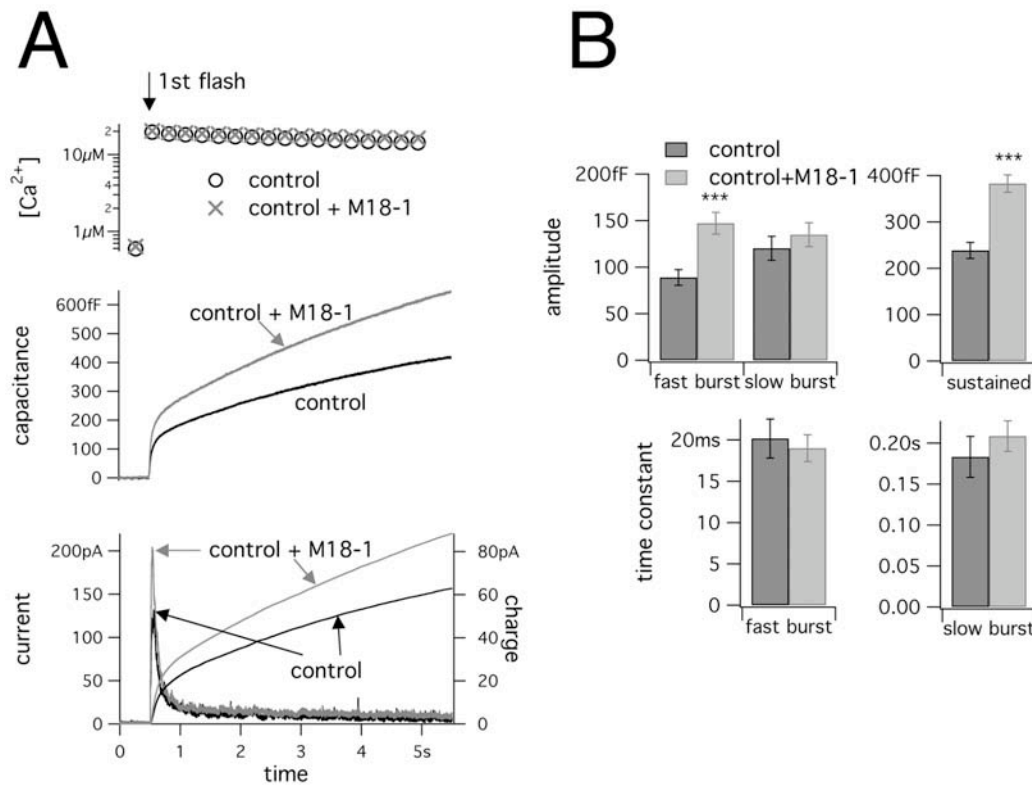 A
1st flash
[Ca2+]
2
10µM
4
2
1µM
control
control + M18-1
capacitance
600fF
500
400
300
200
100
0
control + M18-1
control
current
200pA
150
100
50
0
control + M18-1
control
80pA
60
40
20
0
charge
0 1 2 3 4 5s
time
B
control
control+M18-1
amplitude
200fF
150
100
50
0
***
fast burst slow burst
400fF
300
200
100
0
***
sustained
time constant
20ms
15
10
5
0
fast burst
0.20s
0.15
0.10
0.05
0.00
slow burst